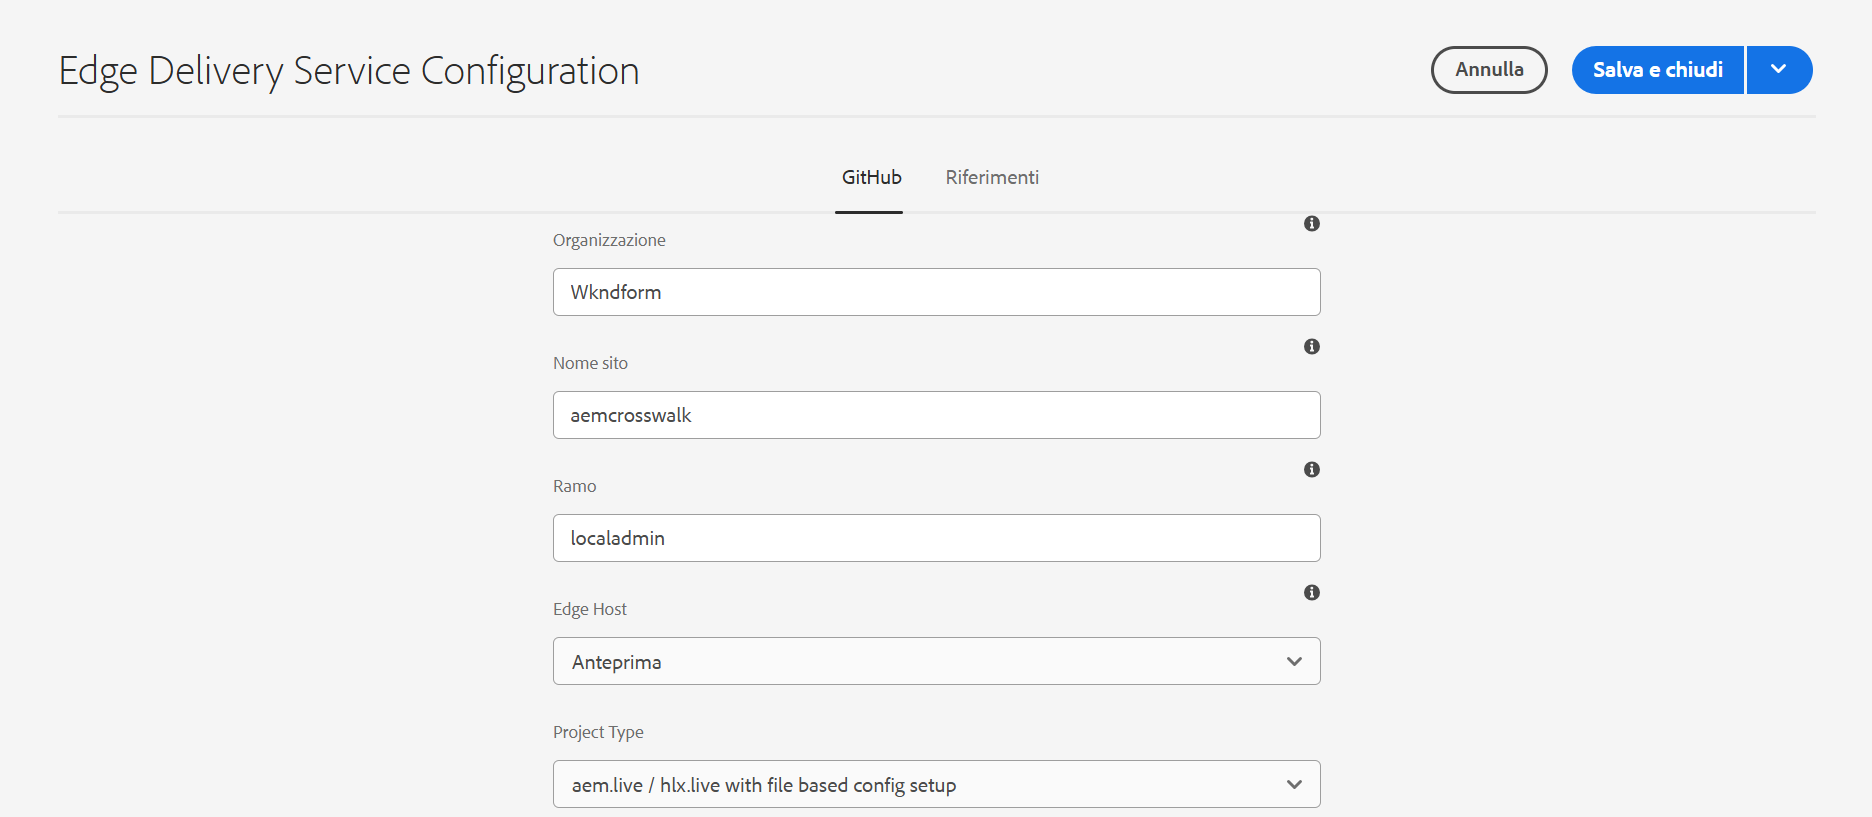 Edge Delivery Service Configuration
Annulla
Salva e chiudi
GitHub
Riferimenti
Organizzazione
Wkndform
Nome sito
aemcrosswalk
Ramo
localadmin
Edge Host
Anteprima
Project Type
aem.live / hlx.live with file based config setup